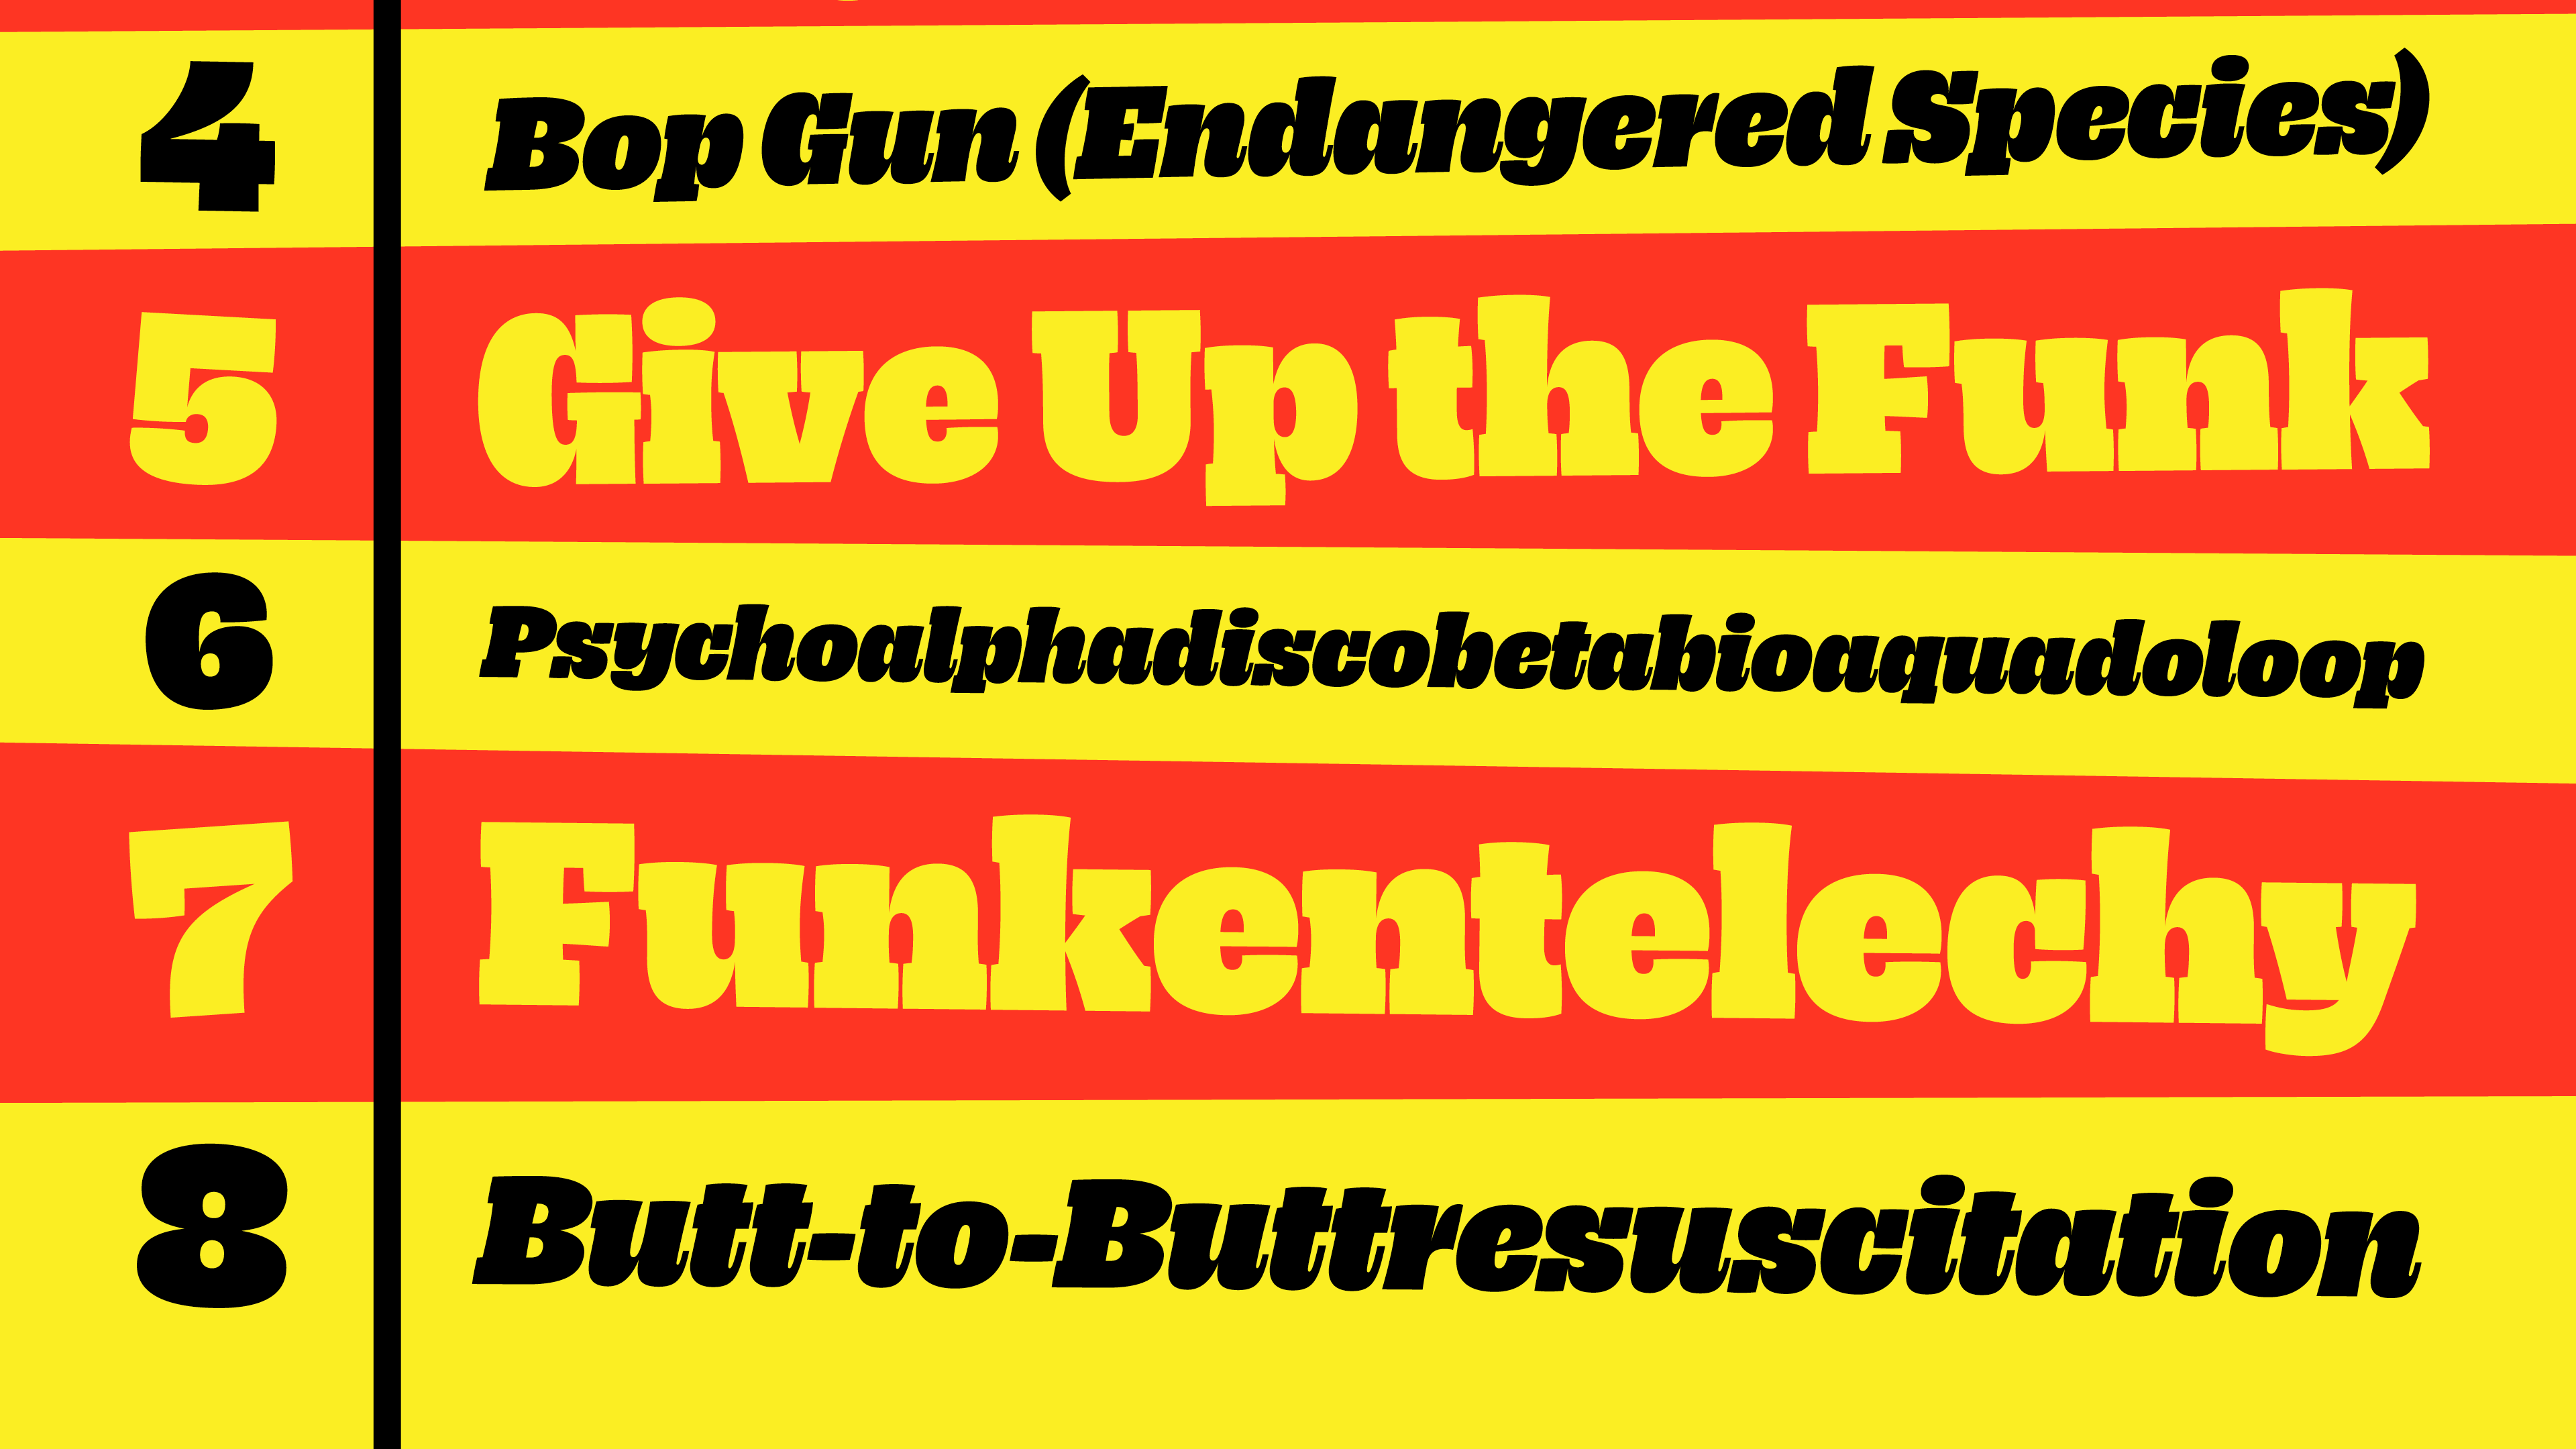 4 Bop Gun (Endangered Species)
5 Give Up the Funk
6 Psychoalphadiscobetabioaquadoloop
7 Funkentelechy
8 Butt-to-Buttresuscitation